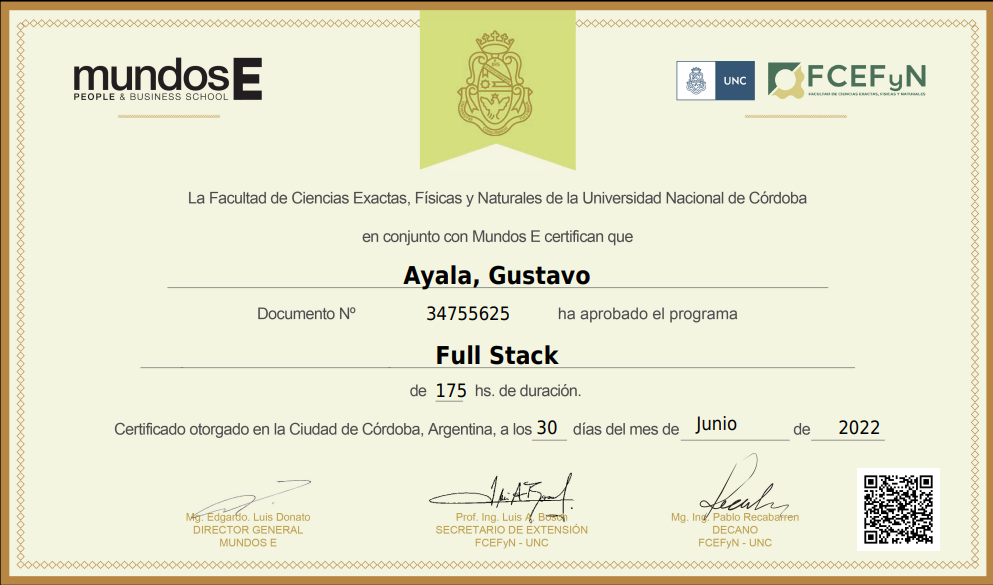 mundosE
PEOPLE & BUSINESS SCHOOL
UNC
FCEFyN
FACULTAD DE CIENCIAS EXACTAS, FÍSICAS Y NATURALES
La Facultad de Ciencias Exactas, Físicas y Naturales de la Universidad Nacional de Córdoba
en conjunto con Mundos E certifican que
Ayala, Gustavo
Documento Nº 34755625 ha aprobado el programa
Full Stack
de 175 hs. de duración.
Certificado otorgado en la Ciudad de Córdoba, Argentina, a los 30 días del mes de Junio de 2022
Mg. Edgardo. Luis Donato
DIRECTOR GENERAL
MUNDOS E
Prof. Ing. Luis A. Bosch
SECRETARIO DE EXTENSIÓN
FCEFyN - UNC
Mg. Ing. Pablo Recabarren
DECANO
FCEFyN - UNC